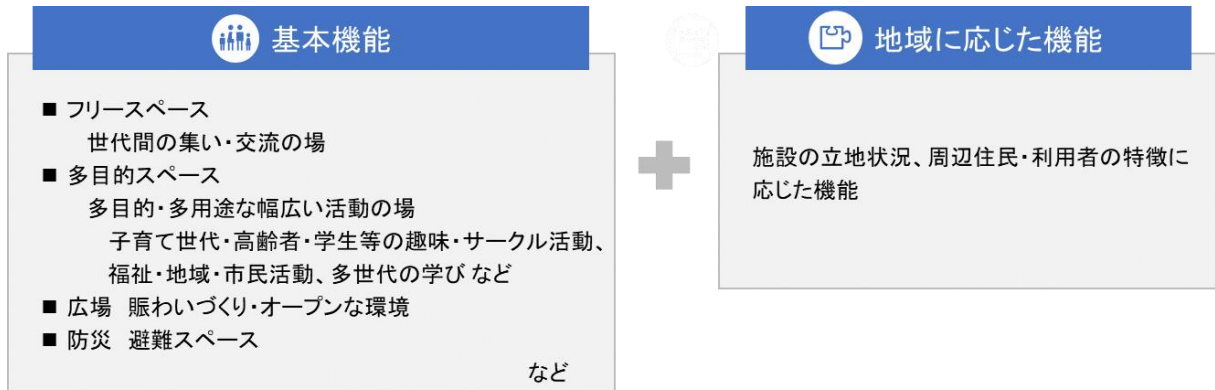 基本機能
■ フリースペース
世代間の集い・交流の場
■ 多目的スペース
多目的・多用途な幅広い活動の場
子育て世代・高齢者・学生等の趣味・サークル活動、
福祉・地域・市民活動、多世代の学び など
■ 広場　賑わいづくり・オープンな環境
■ 防災　避難スペース
など
地域に応じた機能
施設の立地状況、周辺住民・利用者の特徴に
応じた機能